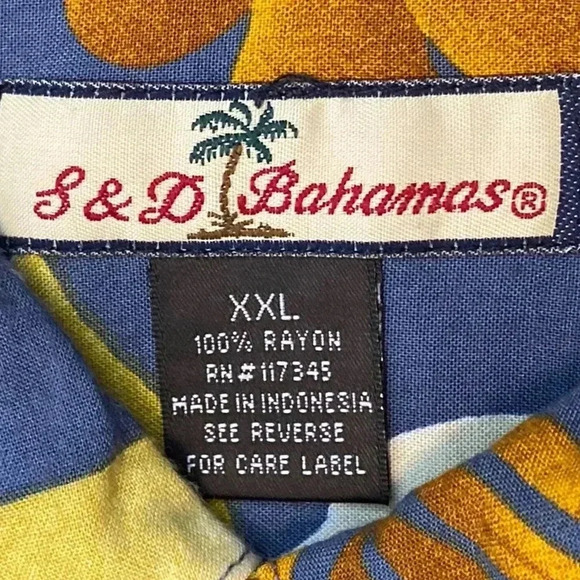 S & D Bahamas®
XXL
100% RAYON
RN#117345
MADE IN INDONESIA
SEE REVERSE
FOR CARE LABEL